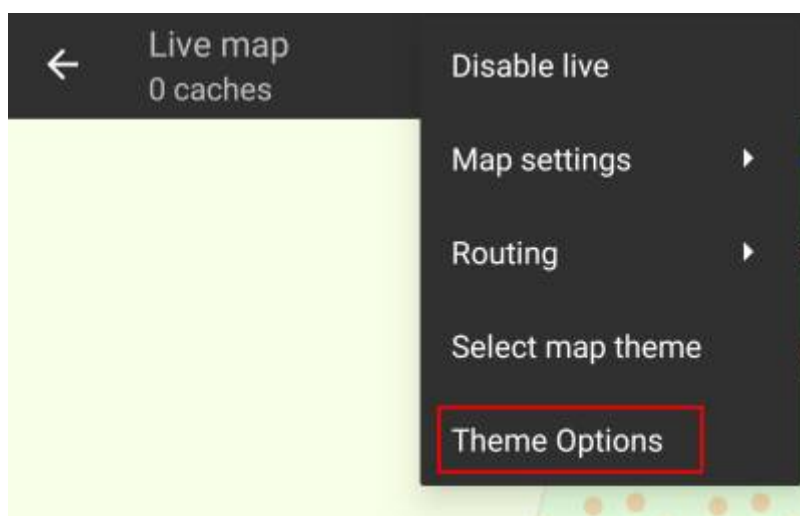 Live map
0 caches
Disable live
Map settings
Routing
Select map theme
Theme Options